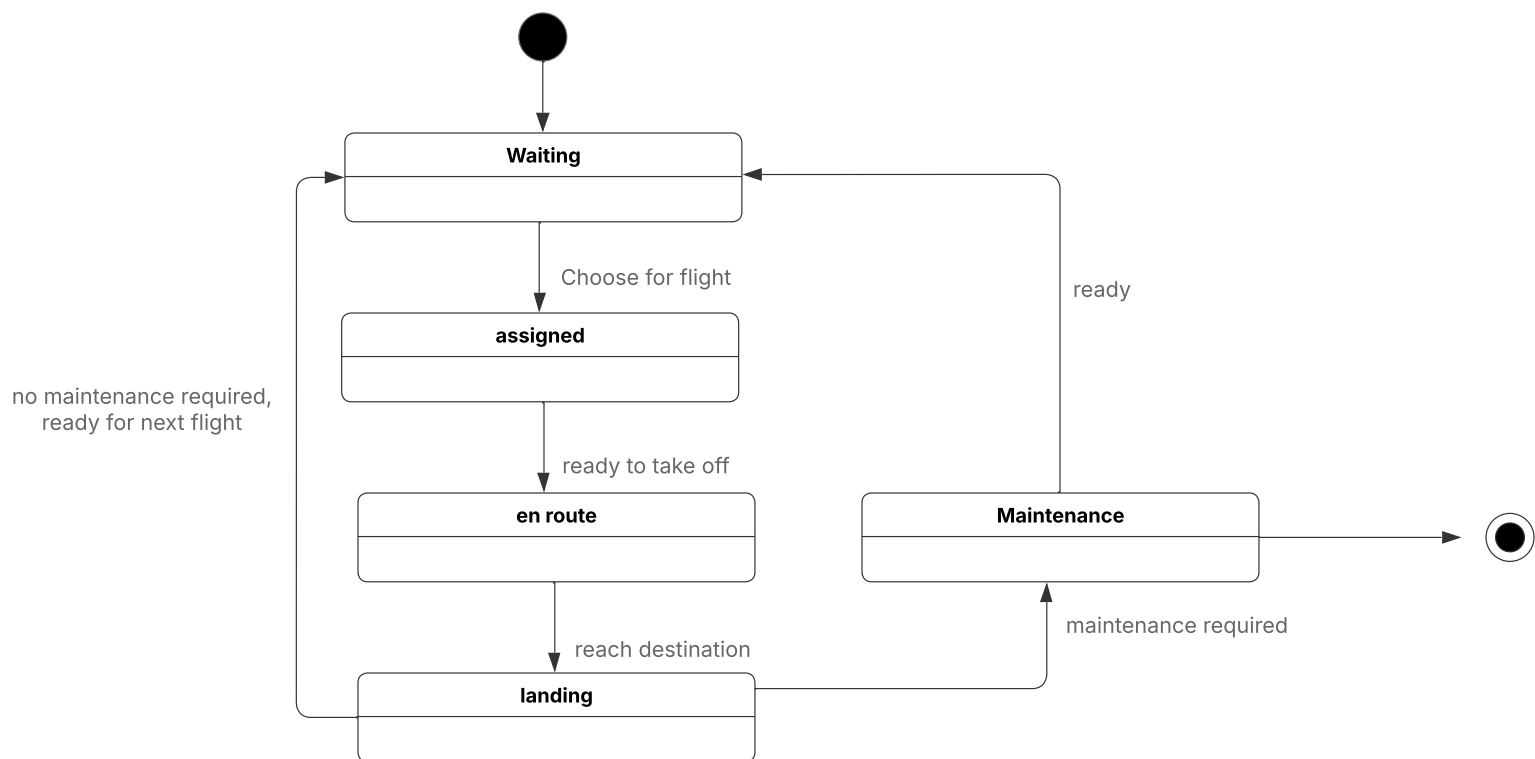 Waiting
Choose for flight
ready
assigned
no maintenance required,
ready for next flight
ready to take off
en route
Maintenance
maintenance required
reach destination
landing